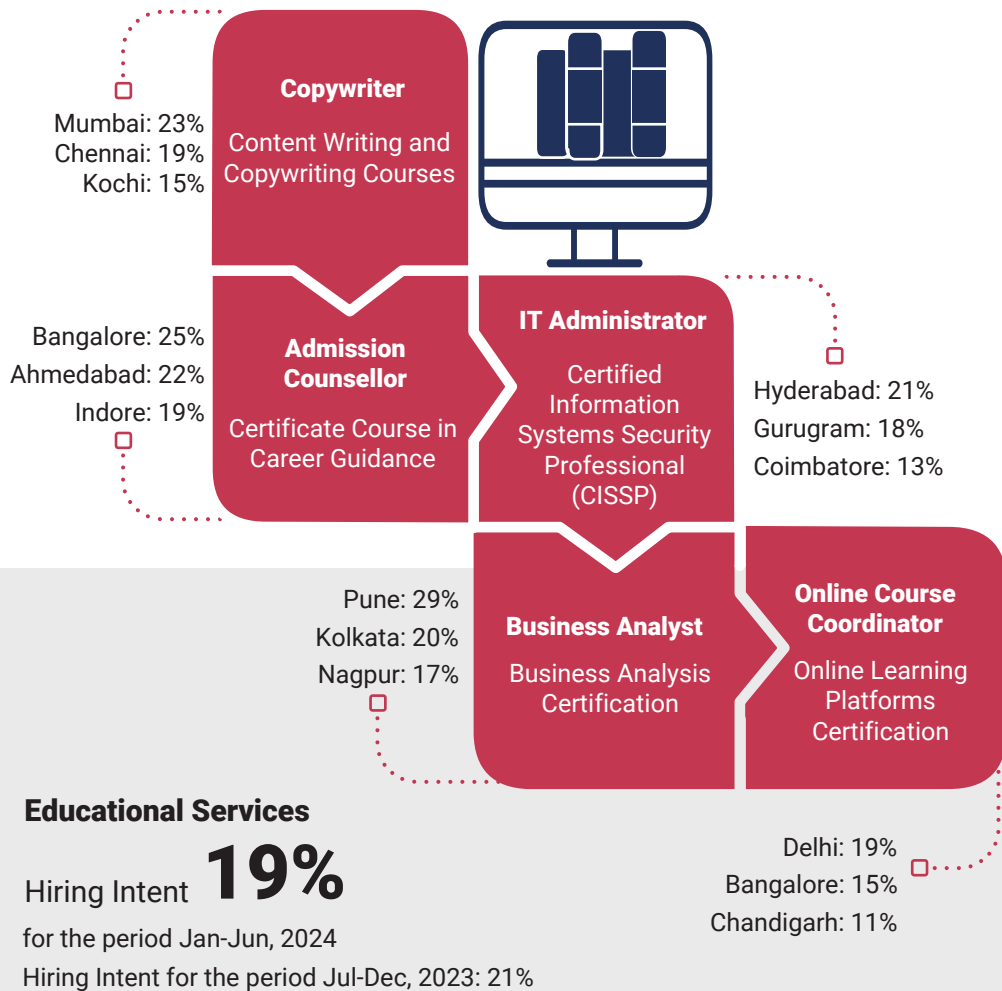 Copywriter
Content Writing and
Copywriting Courses
Mumbai: 23%
Chennai: 19%
Kochi: 15%
Admission
Counsellor
Certificate Course in
Career Guidance
Bangalore: 25%
Ahmedabad: 22%
Indore: 19%
IT Administrator
Certified
Information
Systems Security
Professional
(CISSP)
Hyderabad: 21%
Gurugram: 18%
Coimbatore: 13%
Business Analyst
Business Analysis
Certification
Pune: 29%
Kolkata: 20%
Nagpur: 17%
Online Course
Coordinator
Online Learning
Platforms
Certification
Delhi: 19%
Bangalore: 15%
Chandigarh: 11%
Educational Services
Hiring Intent 19%
for the period Jan-Jun, 2024
Hiring Intent for the period Jul-Dec, 2023: 21%